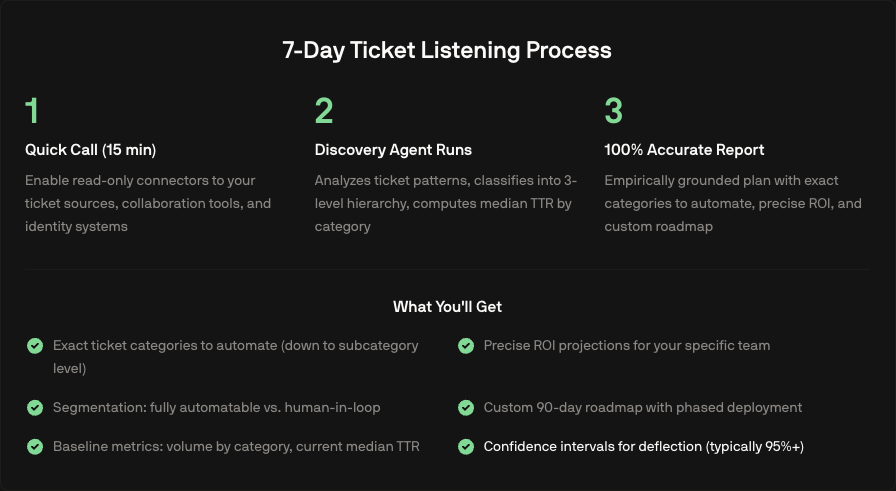 7-Day Ticket Listening Process
1
Quick Call (15 min)
Enable read-only connectors to your
ticket sources, collaboration tools, and
identity systems
2
Discovery Agent Runs
Analyzes ticket patterns, classifies into 3-
level hierarchy, computes median TTR by
category
3
100% Accurate Report
Empirically grounded plan with exact
categories to automate, precise ROI, and
custom roadmap
What You'll Get
Exact ticket categories to automate (down to subcategory
level)
Precise ROI projections for your specific team
Segmentation: fully automatable vs. human-in-loop
Custom 90-day roadmap with phased deployment
Baseline metrics: volume by category, current median TTR
Confidence intervals for deflection (typically 95%+)